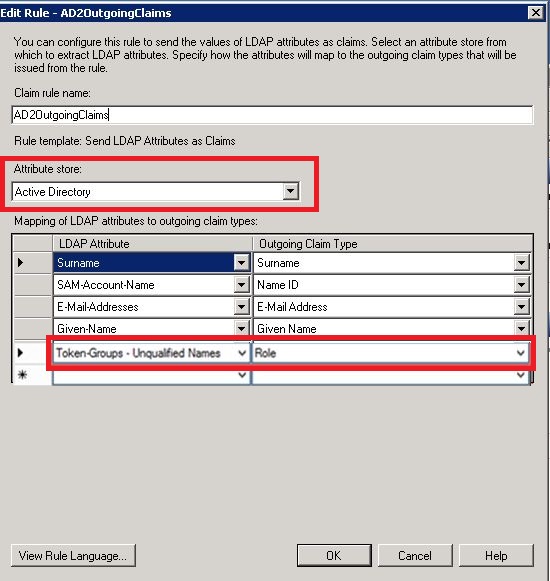 Edit Rule - AD2OutgoingClaims
You can configure this rule to send the values of LDAP attributes as claims. Select an attribute store from
which to extract LDAP attributes. Specify how the attributes will map to the outgoing claim types that will be
issued from the rule.
Claim rule name:
AD2OutgoingClaims
Rule template: Send LDAP Attributes as Claims
Attribute store:
Active Directory
Mapping of LDAP attributes to outgoing claim types:
LDAP Attribute Outgoing Claim Type
Surname Surname
SAM-Account-Name Name ID
E-Mail-Addresses E-Mail Address
Given-Name Given Name
Token-Groups - Unqualified Names Role
View Rule Language... OK Cancel Help